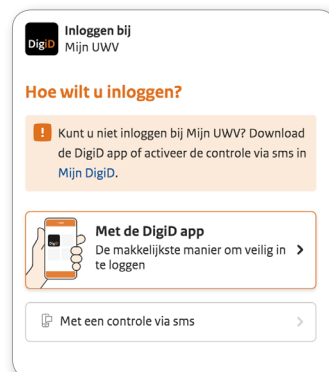 DigiD
Inloggen bij
Mijn UWV
Hoe wilt u inloggen?
! Kunt u niet inloggen bij Mijn UWV? Download
de DigiD app of activeer de controle via sms in
Mijn DigiD.
DigiD
Met de DigiD app
De makkelijkste manier om veilig in
te loggen
Met een controle via sms